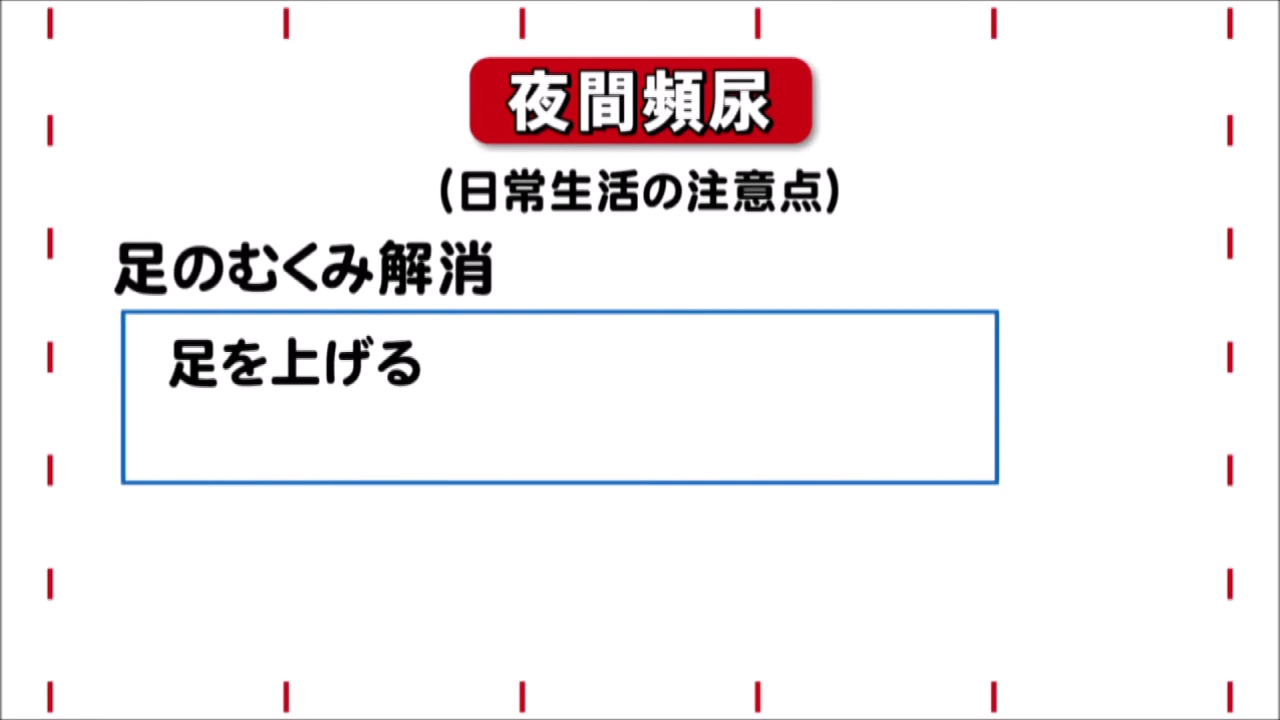 夜間頻尿
(日常生活の注意点)
足のむくみ解消
足を上げる